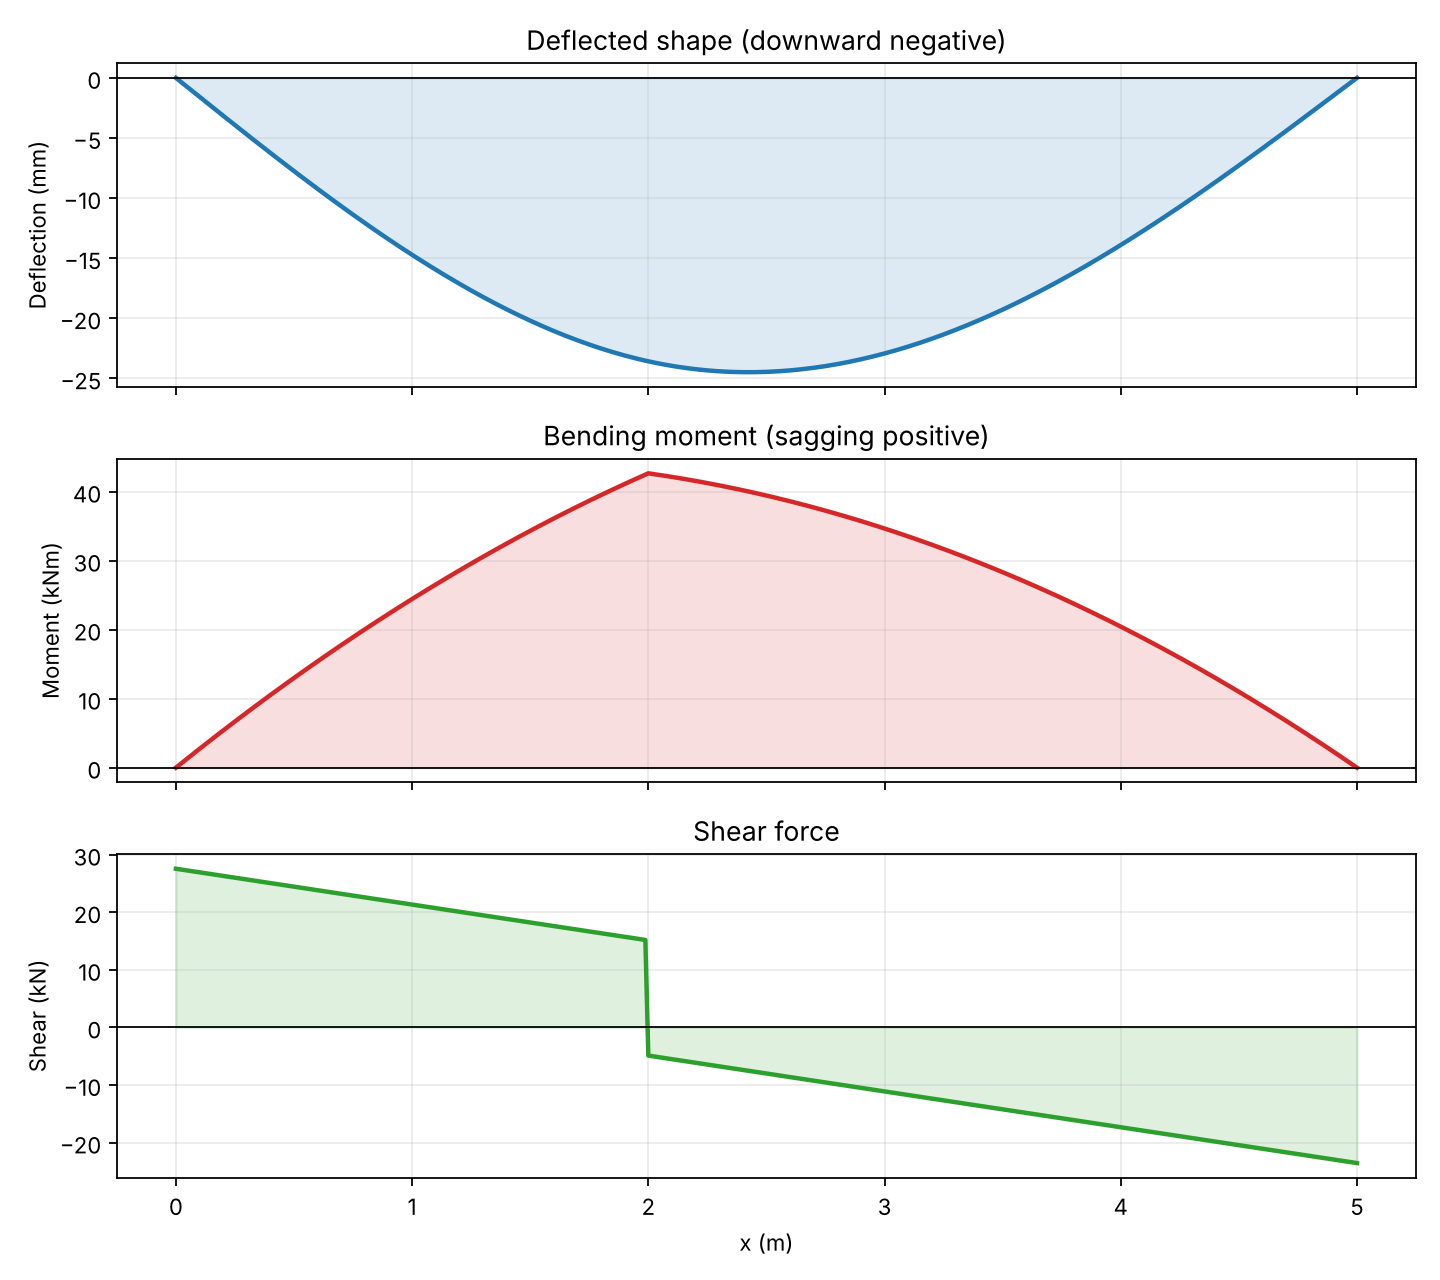 Deflected shape (downward negative)
Deflection (mm)
0
−5
−10
−15
−20
−25
Bending moment (sagging positive)
Moment (kNm)
40
30
20
10
0
Shear force
Shear (kN)
30
20
10
0
−10
−20
0 1 2 3 4 5
x (m)